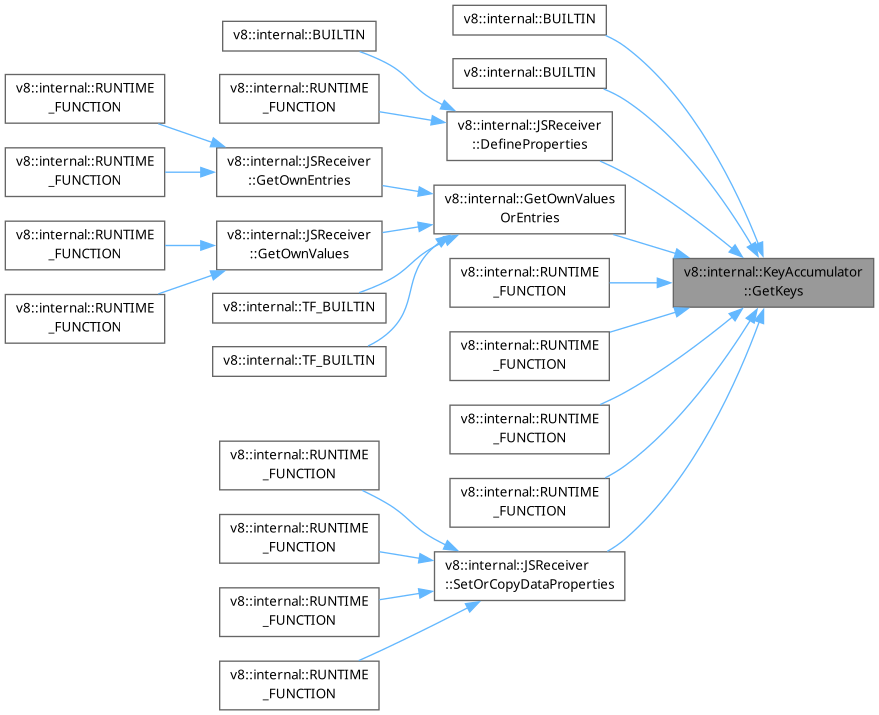 v8::internal::BUILTIN
v8::internal::BUILTIN
v8::internal::BUILTIN
v8::internal::RUNTIME
_FUNCTION
v8::internal::RUNTIME
_FUNCTION
v8::internal::JSReceiver
::DefineProperties
v8::internal::RUNTIME
_FUNCTION
v8::internal::JSReceiver
::GetOwnEntries
v8::internal::GetOwnValues
OrEntries
v8::internal::RUNTIME
_FUNCTION
v8::internal::JSReceiver
::GetOwnValues
v8::internal::RUNTIME
_FUNCTION
v8::internal::KeyAccumulator
::GetKeys
v8::internal::RUNTIME
_FUNCTION
v8::internal::TF_BUILTIN
v8::internal::RUNTIME
_FUNCTION
v8::internal::TF_BUILTIN
v8::internal::RUNTIME
_FUNCTION
v8::internal::RUNTIME
_FUNCTION
v8::internal::RUNTIME
_FUNCTION
v8::internal::RUNTIME
_FUNCTION
v8::internal::JSReceiver
::SetOrCopyDataProperties
v8::internal::RUNTIME
_FUNCTION
v8::internal::RUNTIME
_FUNCTION